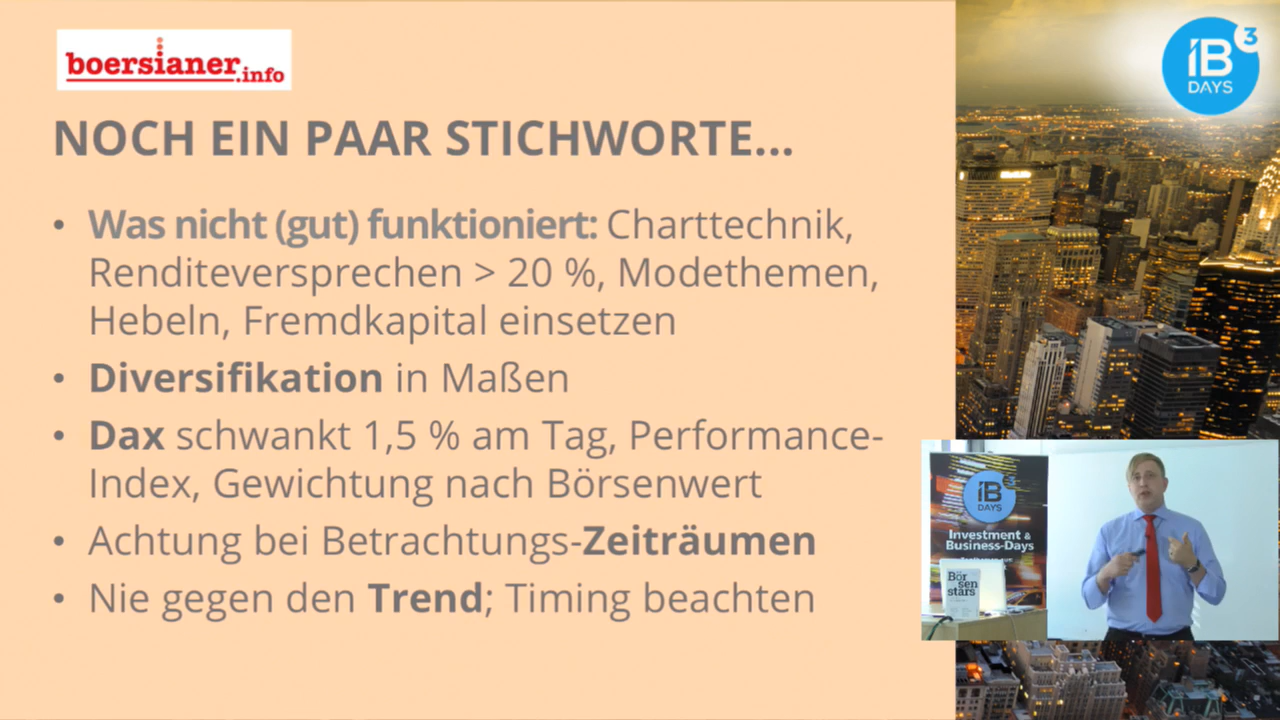 boersianer.info
iB3
DAYS
NOCH EIN PAAR STICHWORTE...
• Was nicht (gut) funktioniert: Charttechnik,
Renditeversprechen > 20 %, Modethemen,
Hebeln, Fremdkapital einsetzen
• Diversifikation in Maßen
• Dax schwankt 1,5 % am Tag, Performance-
Index, Gewichtung nach Börsenwert
• Achtung bei Betrachtungs-Zeiträumen
• Nie gegen den Trend; Timing beachten
iB
DAYS
Investment &
Business-Days
Bör
sen
stars